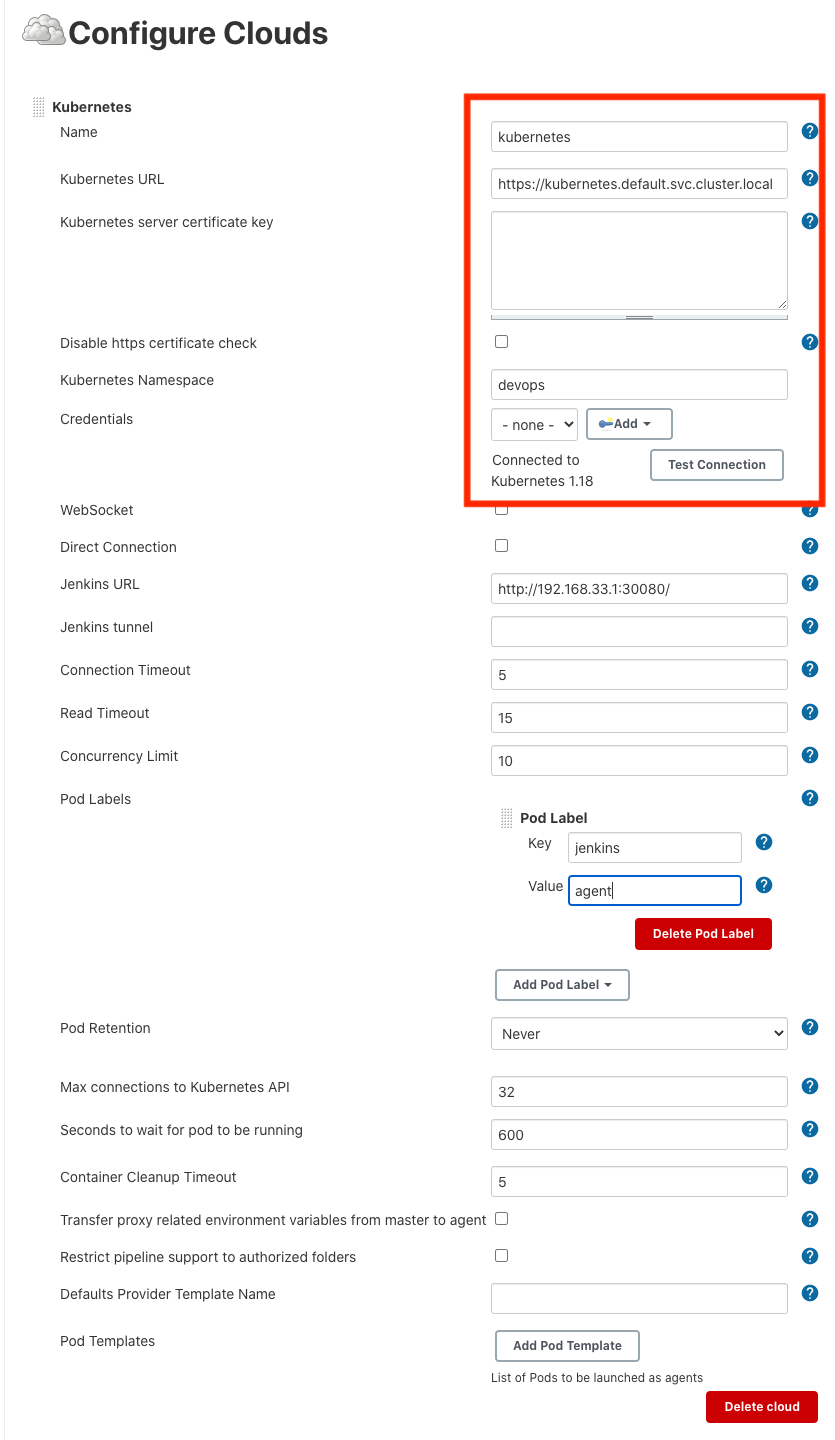 Configure Clouds
Kubernetes
Name
kubernetes
?
Kubernetes URL
https://kubernetes.default.svc.cluster.local
?
Kubernetes server certificate key
?
Disable https certificate check
?
Kubernetes Namespace
devops
Credentials
- none -
Add
Connected to
Kubernetes 1.18
Test Connection
WebSocket
?
Direct Connection
?
Jenkins URL
http://192.168.33.1:30080/
?
Jenkins tunnel
?
Connection Timeout
5
?
Read Timeout
15
?
Concurrency Limit
10
?
Pod Labels
?
Pod Label
Key
jenkins
?
Value
agent
?
Delete Pod Label
Add Pod Label
Pod Retention
Never
?
Max connections to Kubernetes API
32
?
Seconds to wait for pod to be running
600
?
Container Cleanup Timeout
5
?
Transfer proxy related environment variables from master to agent
?
Restrict pipeline support to authorized folders
?
Defaults Provider Template Name
?
Pod Templates
Add Pod Template
List of Pods to be launched as agents
Delete cloud